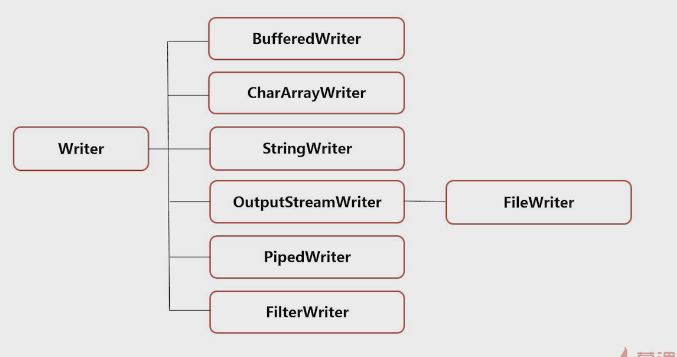 BufferedWriter
CharArrayWriter
Writer
StringWriter
OutputStreamWriter
FileWriter
PipedWriter
FilterWriter